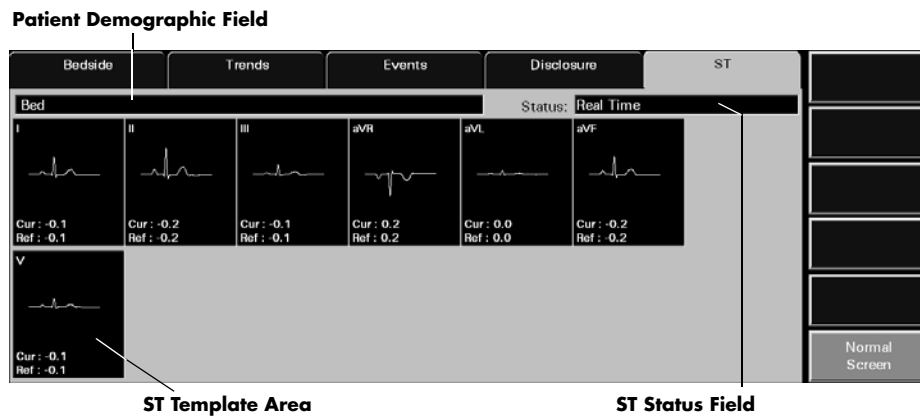 Patient Demographic Field
Bedside Trends Events Disclosure ST
Bed Status: Real Time
I II III aVR aVL aVF
Cur: -0.1 Cur: -0.2 Cur: -0.1 Cur: 0.2 Cur: 0.0 Cur: -0.2
Ref: -0.1 Ref: -0.2 Ref: -0.1 Ref: 0.2 Ref: 0.0 Ref: -0.2
V
Cur: -0.1
Ref: -0.1
Normal
Screen
ST Template Area ST Status Field